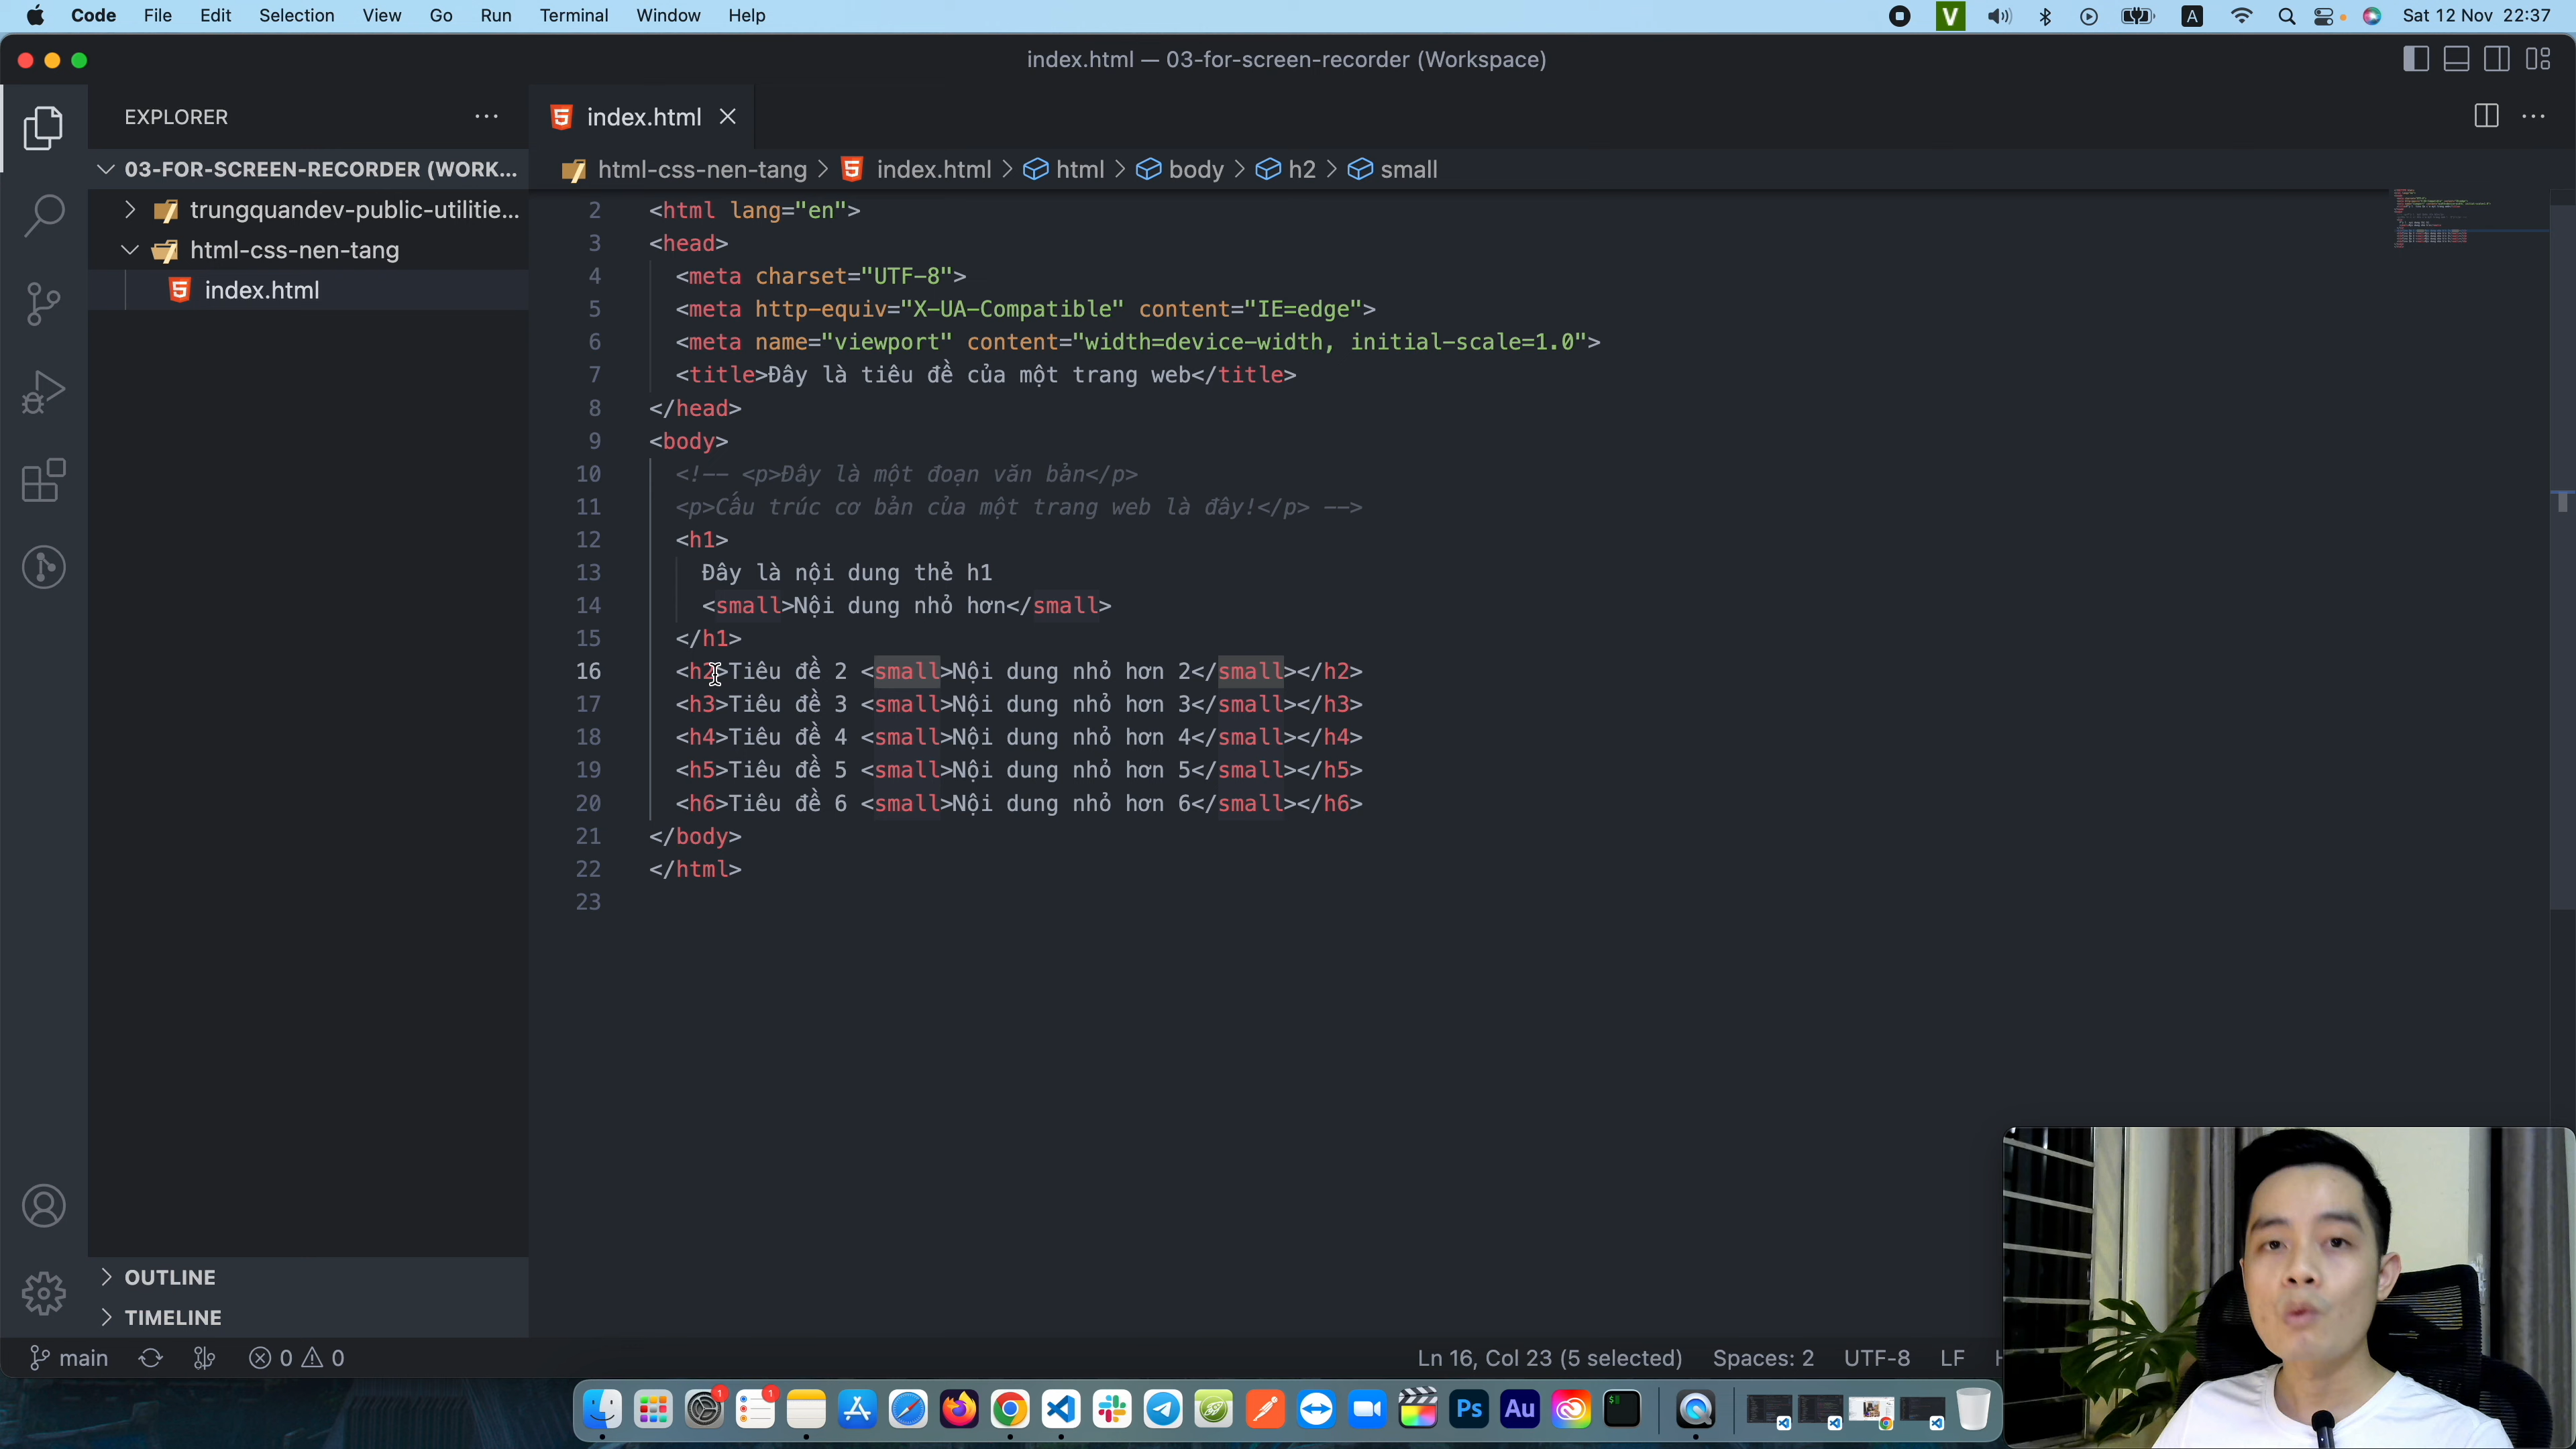 Code File Edit Selection View Go Run Terminal Window Help
V A Sat 12 Nov 22:37
index.html — 03-for-screen-recorder (Workspace)
EXPLORER
index.html
03-FOR-SCREEN-RECORDER (WORK...
html-css-nen-tang > index.html > html > body > h2 > small
trungquandev-public-utilitie...
html-css-nen-tang
index.html
2 <html lang="en">
3 <head>
4 <meta charset="UTF-8">
5 <meta http-equiv="X-UA-Compatible" content="IE=edge">
6 <meta name="viewport" content="width=device-width, initial-scale=1.0">
7 <title>Đây là tiêu đề của một trang web</title>
8 </head>
9 <body>
10 <!-- <p>Đây là một đoạn văn bản</p>
11 <p>Cấu trúc cơ bản của một trang web là đây!</p> -->
12 <h1>
13 Đây là nội dung thẻ h1
14 <small>Nội dung nhỏ hơn</small>
15 </h1>
16 <h2>Tiêu đề 2 <small>Nội dung nhỏ hơn 2</small></h2>
17 <h3>Tiêu đề 3 <small>Nội dung nhỏ hơn 3</small></h3>
18 <h4>Tiêu đề 4 <small>Nội dung nhỏ hơn 4</small></h4>
19 <h5>Tiêu đề 5 <small>Nội dung nhỏ hơn 5</small></h5>
20 <h6>Tiêu đề 6 <small>Nội dung nhỏ hơn 6</small></h6>
21 </body>
22 </html>
23
OUTLINE
TIMELINE
main 0 0 Ln 16, Col 23 (5 selected) Spaces: 2 UTF-8 LF
1 1 Ps Au